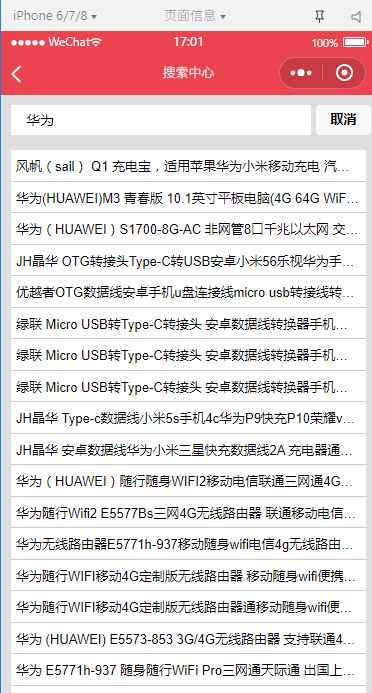 iPhone 6/7/8
页面信息
WeChat
17:01
100%
搜索中心
华为
取消
风帆（sail） Q1 充电宝，适用苹果华为小米移动充电 汽…
华为(HUAWEI)M3 青春版 10.1英寸平板电脑(4G 64G WiF…
华为（HUAWEI）S1700-8G-AC 非网管8口千兆以太网 交…
JH晶华 OTG转接头Type-C转USB安卓小米56乐视华为手…
优越者OTG数据线安卓手机u盘连接线micro usb转接线转…
绿联 Micro USB转Type-C转接头 安卓数据线转换器手机…
绿联 Micro USB转Type-C转接头 安卓数据线转换器手机…
绿联 Micro USB转Type-C转接头 安卓数据线转换器手机…
JH晶华 Type-c数据线小米5s手机4c华为P9快充P10荣耀v…
JH晶华 安卓数据线华为小米三星快充数据线2A 充电器通…
华为（HUAWEI）随行随身WIFI2移动电信联通三网通4G…
华为随行Wifi2 E5577Bs三网4G无线路由器 联通移动电信…
华为无线路由器E5771h-937移动随身wifi电信4g无线路由…
华为随行WIFI移动4G定制版无线路由器 移动随身wifi便携…
华为随行WIFI移动4G定制版无线路由器通移动随身wifi便…
华为 (HUAWEI) E5573-853 3G/4G无线路由器 支持联通4…
华为 E5771h-937 随身随行WiFi Pro三网通天际通 出国上…